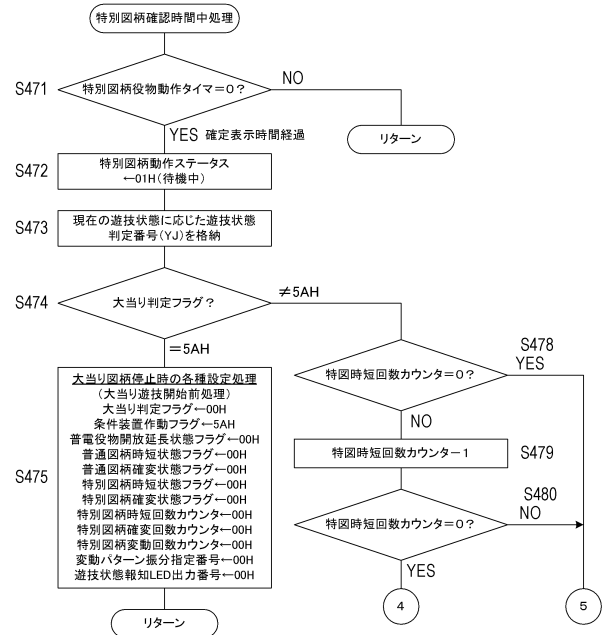 特別図柄確認時間中処理
S471
特別図柄役物動作タイマ＝0？
NO
リターン
YES 確定表示時間経過
S472
特別図柄動作ステータス
←01H（待機中）
S473
現在の遊技状態に応じた遊技状態
判定番号（YJ）を格納
S474
大当り判定フラグ？
≠5AH
＝5AH
S475
大当り図柄停止時の各種設定処理
（大当り遊技開始前処理）
大当り判定フラグ←00H
条件装置作動フラグ←5AH
普電役物開放延長状態フラグ←00H
普通図柄時短状態フラグ←00H
普通図柄確変状態フラグ←00H
特別図柄時短状態フラグ←00H
特別図柄確変状態フラグ←00H
特別図柄時短回数カウンタ←00H
特別図柄確変回数カウンタ←00H
特別図柄変動回数カウンタ←00H
変動パターン振分指定番号←00H
遊技状態報知LED出力番号←00H
リターン
S478
特図時短回数カウンタ＝0？
YES
NO
特図時短回数カウンタ－1
S479
S480
特図時短回数カウンタ＝0？
NO
YES
4
5